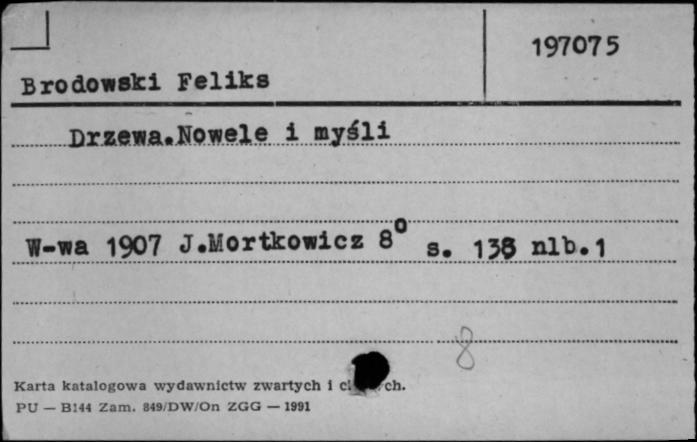 197075
Brodowski Feliks
Drzewa.Nowele i myśli
W-wa 1907 J.Mortkowicz 8⁰ s. 138 nlb.1
8
Karta katalogowa wydawnictw zwartych i ch.
PU — B144 Zam. 849/DW/On ZGG — 1991